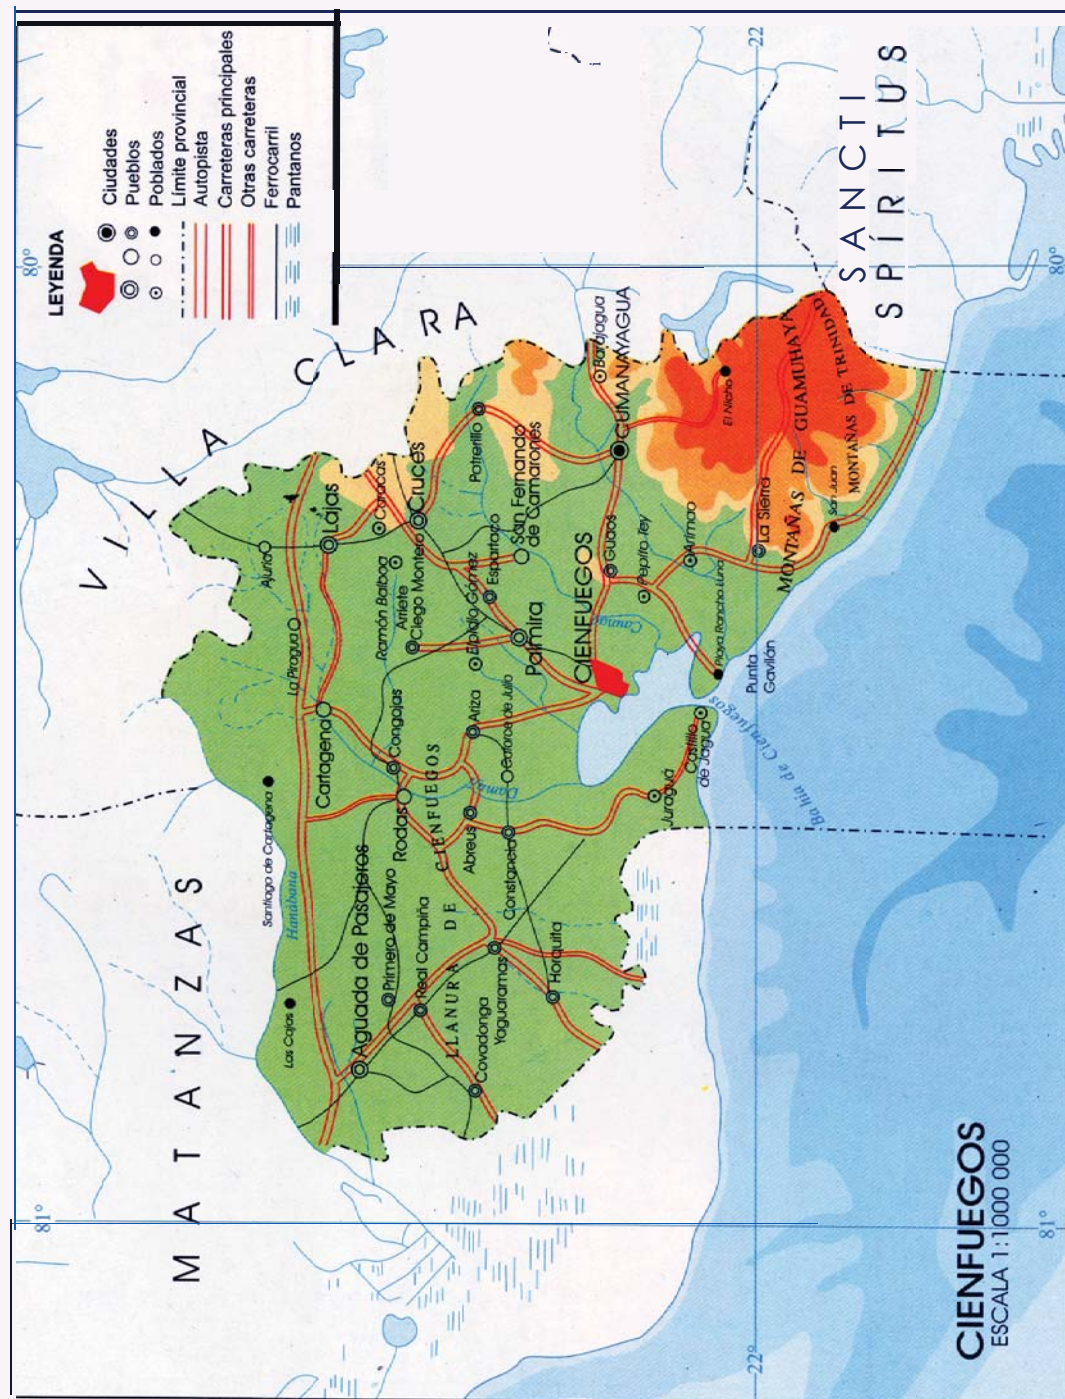 LEYENDA
Ciudades
Pueblos
Poblados
Límite provincial
Autopista
Carreteras principales
Otras carreteras
Ferrocarril
Pantanos
81°
80°
MATANZAS
VILLA CLARA
SANCTI
SPÍRITUS
22
Las Cajas
Santiago de Cartagena
Hanábana
La Piragua
Ajuria
Aguada de Pasajeros
Primero de Mayo
Real Campiña
Covadonga
Yaguaramas
Horquita
LLANURA DE CIENFUEGOS
Cartagena
Rodas
Congojas
Abreus
Constancia
Ariza
Damují
Juraguá
Castillo
de Jagua
Lajas
Caracas
Cruces
Ramón Balboa
Arriete
Ciego Montero
Elpidio Gómez
Espartaco
Palmira
San Fernando
de Camarones
Potrerillo
CIENFUEGOS
Caunao
Guaos
Pepito Tey
CUMANAYAGUA
Barajagua
El Nicho
Arimao
La Sierra
San Juan
Playa Rancho Luna
Punta
Gavilán
Bahía de Cienfuegos
MONTAÑAS DE GUAMUHAYA
MONTAÑAS DE TRINIDAD
22°
81°
80°
CIENFUEGOS
ESCALA 1:1000 000